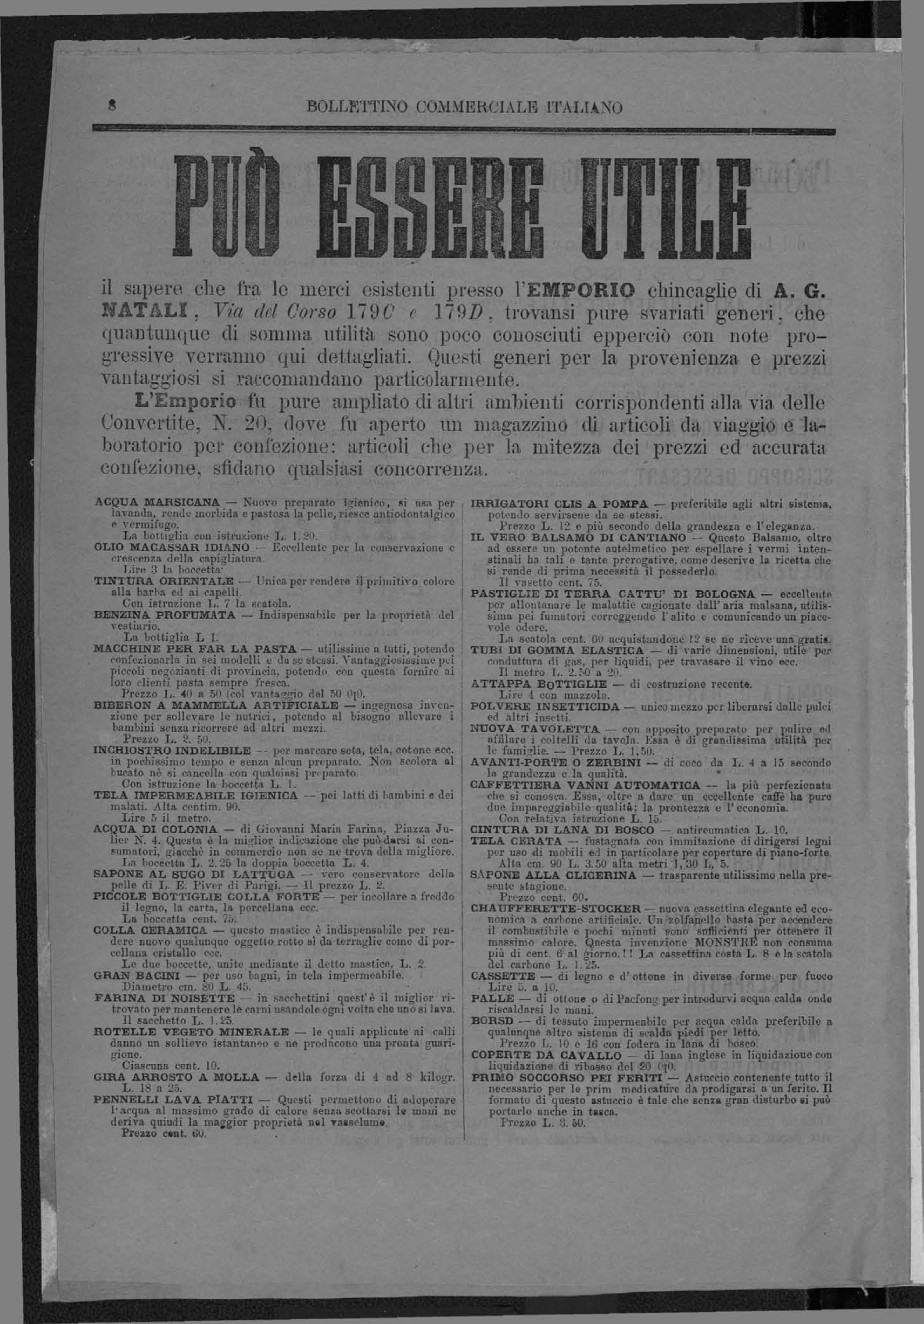 8
BOLLETTINO COMMERCIALE ITALIANO
PUÒ ESSERE UTILE
il sapere che fra le merci esistenti presso l'EMPORIO chincaglie di A. G.
NATALI, Via del Corso 179C e 179D, trovansi pure svariati generi, che
quantunque di somma utilità sono poco conosciuti epperciò con note pro-
gressive verranno qui dettagliati. Questi generi per la provenienza e prezzi
vantaggiosi si raccomandano particolarmente.
L'Emporio fu pure ampliato di altri ambienti corrispondenti alla via delle
Convertite, N. 20, dove fu aperto un magazzino di articoli da viaggio e la-
boratorio per confezione: articoli che per la mitezza dei prezzi ed accurata
confezione, sfidano qualsiasi concorrenza.
ACQUA MARSICANA — Nuovo preparato igienico, si usa per
lavanda, rende morbida e pastosa la pelle, riesce antiodontalgico
e vermifugo.
La bottiglia con istruzione L. 1.20.
OLIO MACASSAR IDIANO — Eccellente per la conservazione e
crescenza della capigliatura.
Lire 3 la boccetta
TINTURA ORIENTALE — Unica per rendere il primitivo colore
alla barba ed ai capelli.
Con istruzione L. 7 la scatola.
BENZINA PROFUMATA — Indispensabile per la proprietà del
vestiario.
La bottiglia L 1.
MACCHINE PER FAR LA PASTA — utilissime a tutti, potendo
confezionarla in sei modelli e da se stessi. Vantaggiosissime pei
piccoli negozianti di provincia, potendo con questa fornire ai
loro clienti pasta sempre fresca.
Prezzo L. 40 a 50 (col vantaggio del 50 0|0.
BIBERON A MAMMELLA ARTIFICIALE — ingegnosa inven-
zione per sollevare le nutrici, potendo al bisogno allevare i
bambini senza ricorrere ad altri mezzi.
Prezzo L. 2. 50.
INCHIOSTRO INDELIBILE — per marcare seta, tela, cotone ecc.
in pochissimo tempo e senza alcun preparato. Non scolora al
bucato nè si cancella con qualsiasi preparato.
Con istruzione la boccetta L. 1.
TELA IMPERMEABILE IGIENICA — pei latti di bambini e dei
malati. Alta centim. 90.
Lire 5 il metro.
ACQUA DI COLONIA — di Giovanni Maria Farina, Piazza Ju-
lier N. 4. Questa è la miglior indicazione che può darsi ai con-
sumatori, giacchè in commercio non se ne trova della migliore.
La boccetta L. 2.25 la doppia boccetta L. 4.
SAPONE AL SUGO DI LATTUGA — vero conservatore della
pelle di L. E. Piver di Parigi. — Il prezzo L. 2.
PICCOLE BOTTIGLIE COLLA FORTE — per incollare a freddo
il legno, la carta, la porcellana ecc.
La boccetta cent. 75.
COLLA CERAMICA — questo mastice è indispensabile per ren-
dere nuovo qualunque oggetto rotto sì da terraglie come di por-
cellana cristallo ecc.
Le due boccette, unite mediante il detto mastice, L. 2.
GRAN BACINI — per uso bagni, in tela impermeabile.
Diametro cm. 80 L. 45.
FARINA DI NOISETTE — in sacchettini quest'è il miglior ri-
trovato per mantenere le carni usandole ogni volta che uno si lava.
Il sacchetto L. 1.25.
ROTELLE VEGETO MINERALE — le quali applicate ai calli
danno un sollievo istantaneo e ne producono una pronta guari-
gione.
Ciascuna cent. 10.
GIRA ARROSTO A MOLLA — della forza di 4 ad 8 kilogr.
L. 18 a 25.
PENNELLI LAVA PIATTI — Questi permettono di adoperare
l'acqua al massimo grado di calore senza scottarsi le mani ne
deriva quindi la maggior proprietà nel vasselume.
Prezzo cent. 60.
IRRIGATORI CLIS A POMPA — preferibile agli altri sistema,
potendo servirsene da se stessi.
Prezzo L. 12 e più secondo della grandezza e l'eleganza.
IL VERO BALSAMO DI CANTIANO — Questo Balsamo, oltre
ad essere un potente autelmetico per espellare i vermi inten-
stinali ha tali e tante prerogative, come descrive la ricetta che
si rende di prima necessità il possederlo.
Il vasetto cent. 75.
PASTIGLIE DI TERRA CATTU' DI BOLOGNA — eccellente
por allontanare le malattie cagionate dall'aria malsana, utilis-
sima pei fumatori correggendo l'alito e comunicando un piace-
vole odore.
La scatola cent. 60 acquistandone 12 se ne riceve una gratis.
TUBI DI GOMMA ELASTICA — di varie dimensioni, utile per
conduttura di gas, per liquidi, per travasare il vino ecc.
Il metro L. 2.50 a 20.
ATTAPPA BOTTIGLIE — di costruzione recente.
Lire 4 con mazzola.
POLVERE INSETTICIDA — unico mezzo per liberarsi dalle pulci
ed altri insetti.
NUOVA TAVOLETTA — con apposito preparato per pulire ed
affilare i coltelli da tavola. Essa è di grandissima utilità per
le famiglie. — Prezzo L. 1.50.
AVANTI-PORTE O ZERBINI — di coco da L. 4 a 15 secondo
la grandezza e la qualità.
CAFFETTIERA VANNI AUTOMATICA — la più perfezionata
che si conosca. Essa, oltre a dare un eccellente caffè ha pure
due impareggiabile qualità; la prontezza e l'economia.
Con relativa istruzione L. 15.
CINTURA DI LANA DI BOSCO — antireumatica L. 10.
TELA CERATA — fustagnata con immitazione di dirigersi legni
per uso di mobili ed in particolare per coperture di piano-forte.
Alta cm. 90 L. 3.50 alta metri 1,30 L, 5.
SAPONE ALLA GLICERINA — trasparente utilissimo nella pre-
sente stagione.
Prezzo cent. 60.
CHAUFFERETTE-STOCKER — nuova cassettina elegante ed eco-
nomica a carbone artificiale. Un zolfanello basta per accendere
il combustibile e pochi minuti sono sufficienti per ottenere il
massimo calore. Questa invenzione MONSTRE non consuma
più di cent. 6 al giorno. ! ! La cassettina costa L. 8 e la scatola
del carbone L. 1.25.
CASSETTE — di legno e d'ottone in diverse forme per fuoco
Lire 5. a 10.
PALLE — di ottone o di Pacfong per introdurvi acqua calda onde
riscaldarsi le mani.
BORSD — di tessuto impermenbile per acqua calda preferibile a
qualunque altro sistema di scalda piedi per letto.
Prezzo L. 10 e 16 con fodera in lana di bosco.
COPERTE DA CAVALLO — di lana inglese in liquidazione con
liquidazione di ribasso del 20 0|0.
PRIMO SOCCORSO PEI FERITI — Astuccio contenente tutto il
necessario per le prim medicature da prodigarsi a un ferito. Il
formato di questo astuccio è tale che senza gran disturbo si può
portarlo anche in tasca.
Prezzo L. 3. 50.